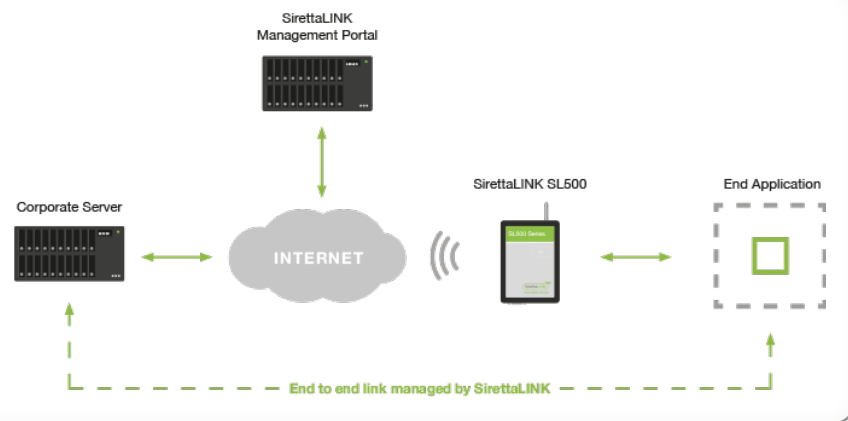 SirettaLINK
Management Portal
SirettaLINK SL500
End Application
Corporate Server
SL500 Series
INTERNET
End to end link managed by SirettaLINK